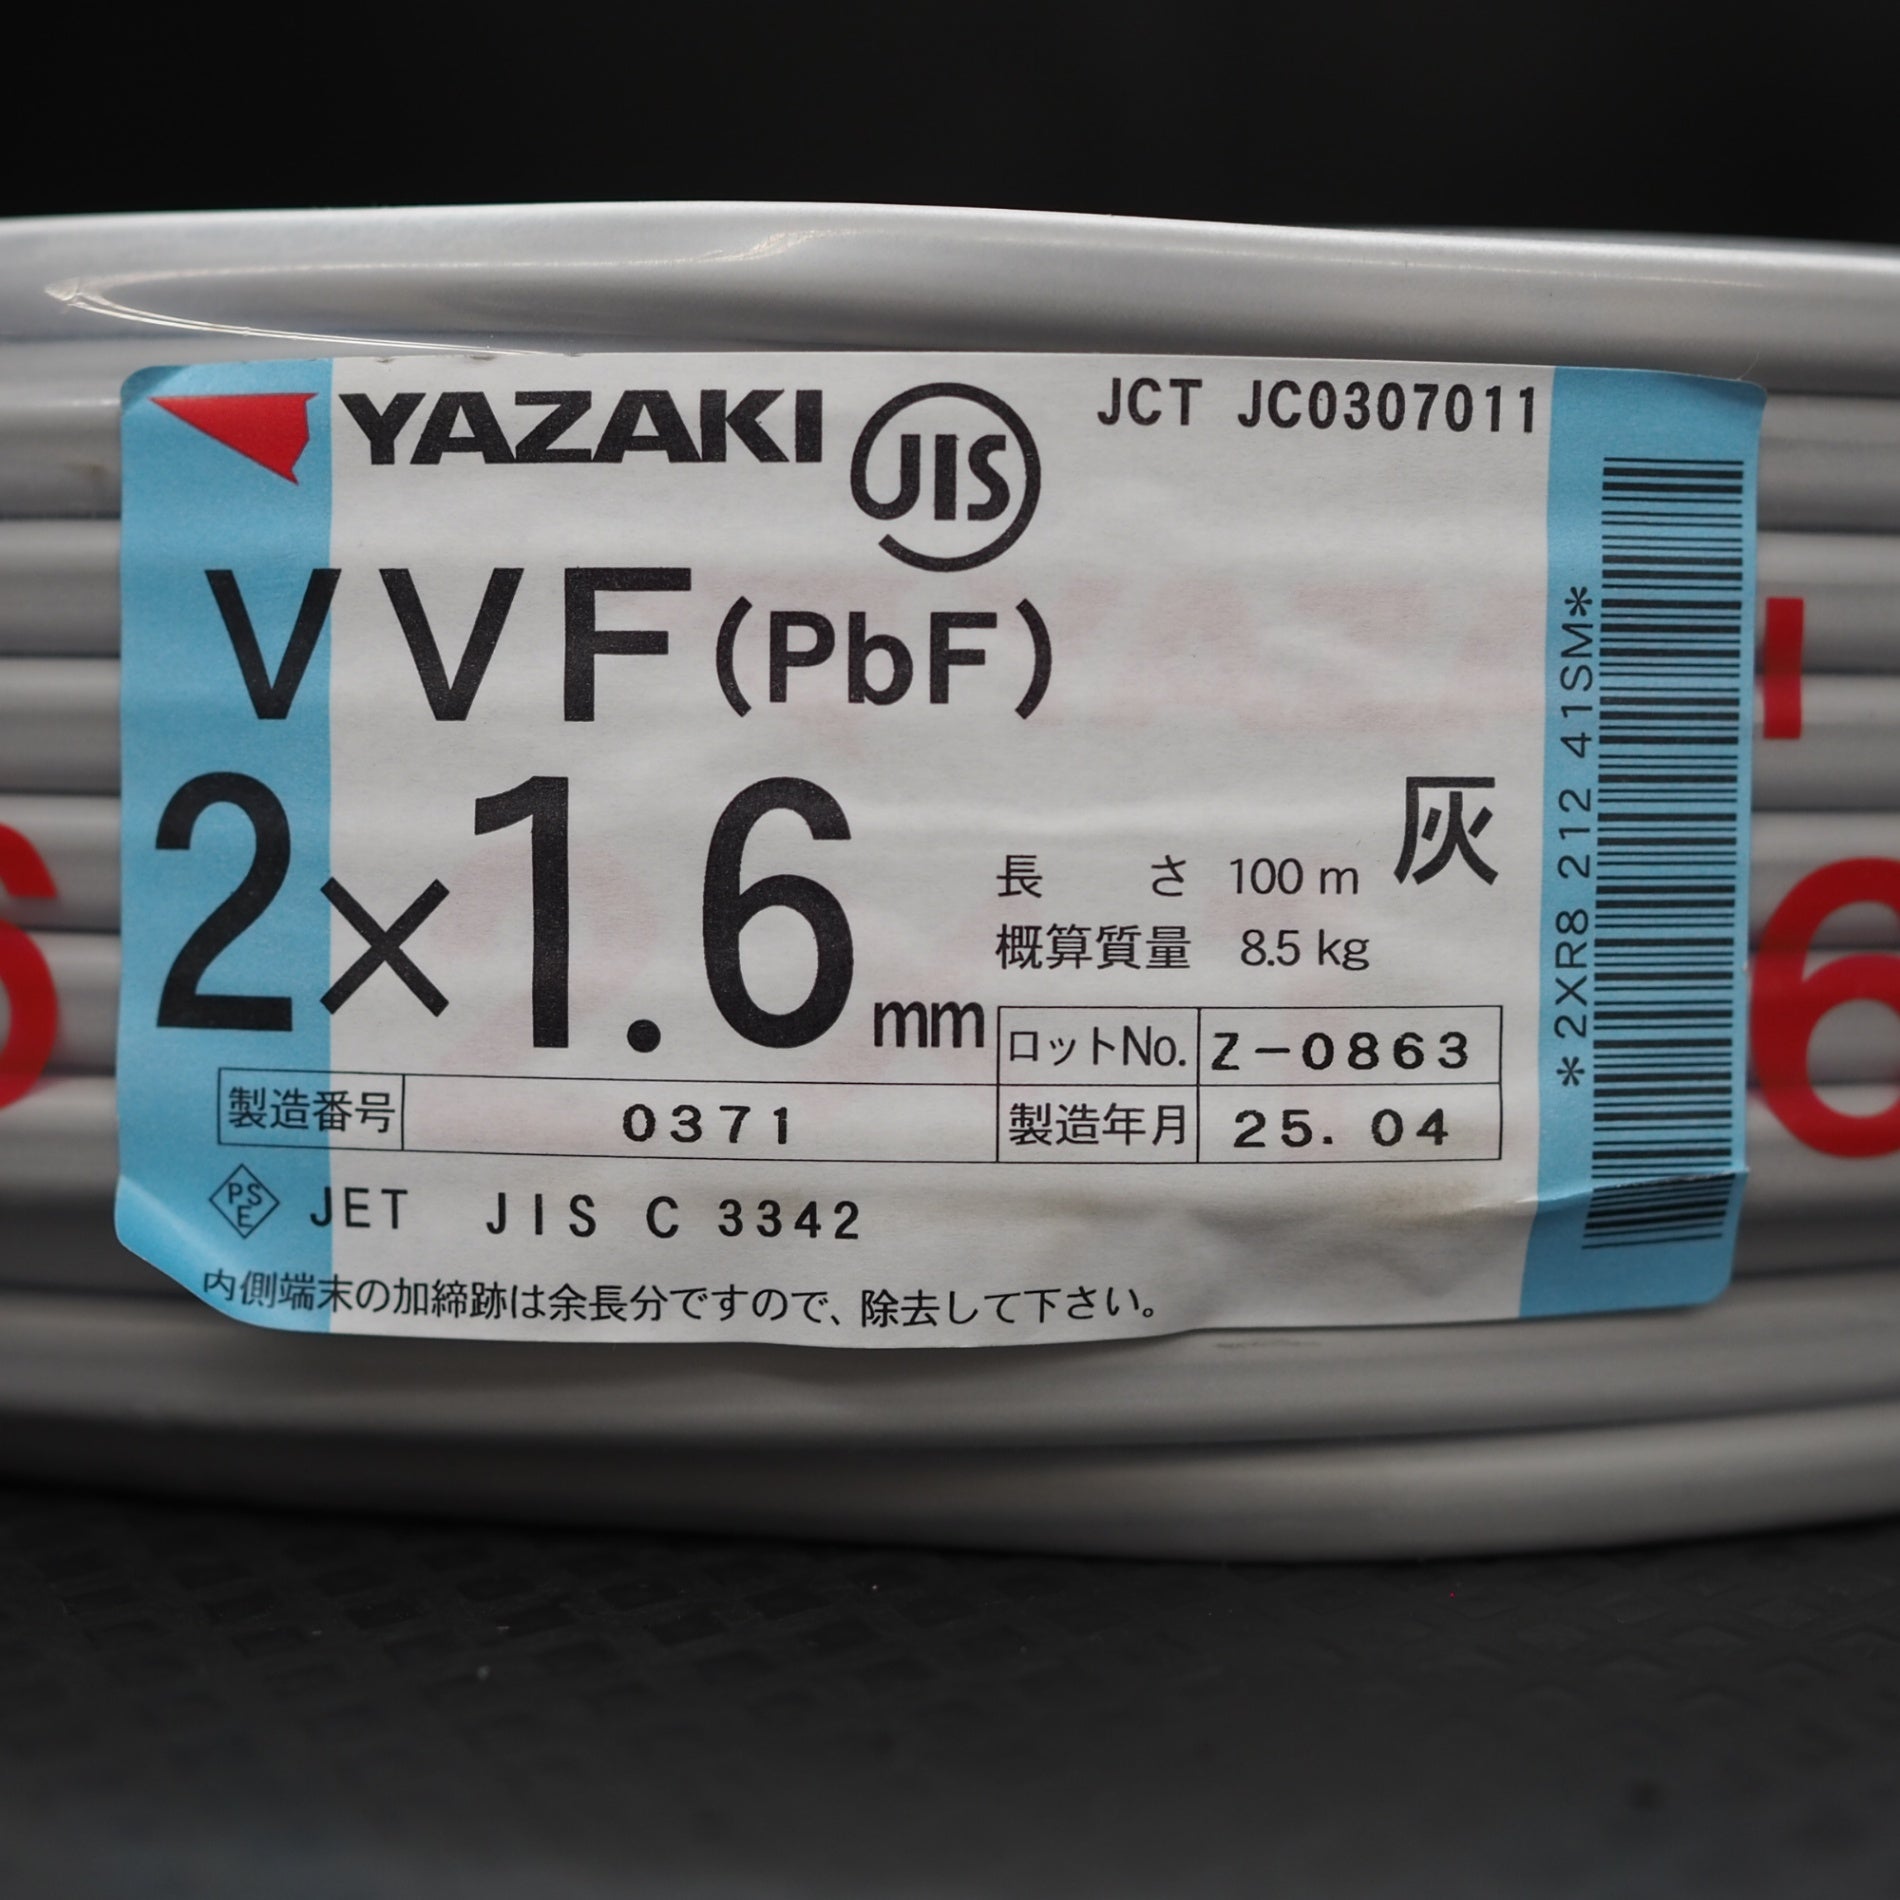 YAZAKI JIS JCT JC0307011
VVF(PbF)
2×1.6mm
灰
長さ 100m
概算質量 8.5kg
ロットNo. Z-0863
製造番号 0371 製造年月 25.04
PSE JET JIS C 3342
内側端末の加締跡は余長分ですので、除去して下さい。
*2XR8 212 41SM*
6
6